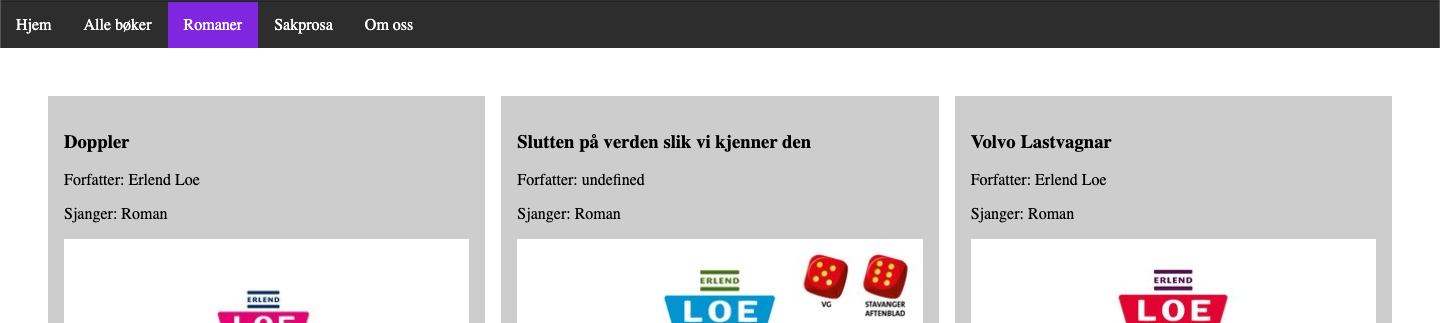 Hjem Alle bøker Romaner Sakprosa Om oss
Doppler
Forfatter: Erlend Loe
Sjanger: Roman
ERLEND
LOE
Slutten på verden slik vi kjenner den
Forfatter: undefined
Sjanger: Roman
ERLEND
LOE
VG
STAVANGER
AFTENBLAD
Volvo Lastvagnar
Forfatter: Erlend Loe
Sjanger: Roman
ERLEND
LOE